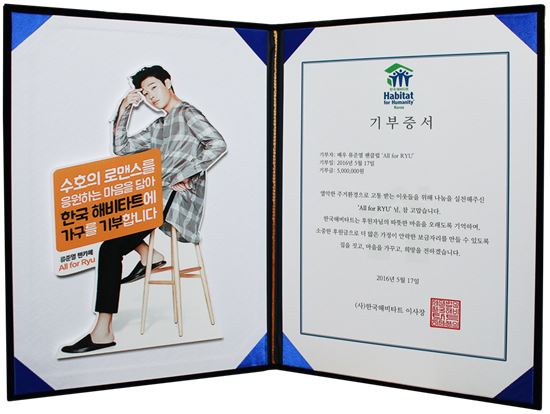 수호의 로맨스를
응원하는 마음을 담아
한국 해비타트에
가구를 기부합니다
류준열 팬카페
All for Ryu
한국해비타트
Habitat
for Humanity®
Korea
기부증서
기부자: 배우 류준열 팬클럽 'All for RYU'
기부일: 2016년 5월 17일
기부금: 5,000,000원
열악한 주거환경으로 고통 받는 이웃들을 위해 나눔을 실천해주신
'All for RYU' 님, 참 고맙습니다.
한국해비타트는 후원자님의 따뜻한 마음을 오래도록 기억하며,
소중한 후원금으로 더 많은 가정이 안락한 보금자리를 만들 수 있도록
집을 짓고, 마을을 가꾸고, 희망을 전하겠습니다.
2016년 5월 17일
(사)한국해비타트 이사장